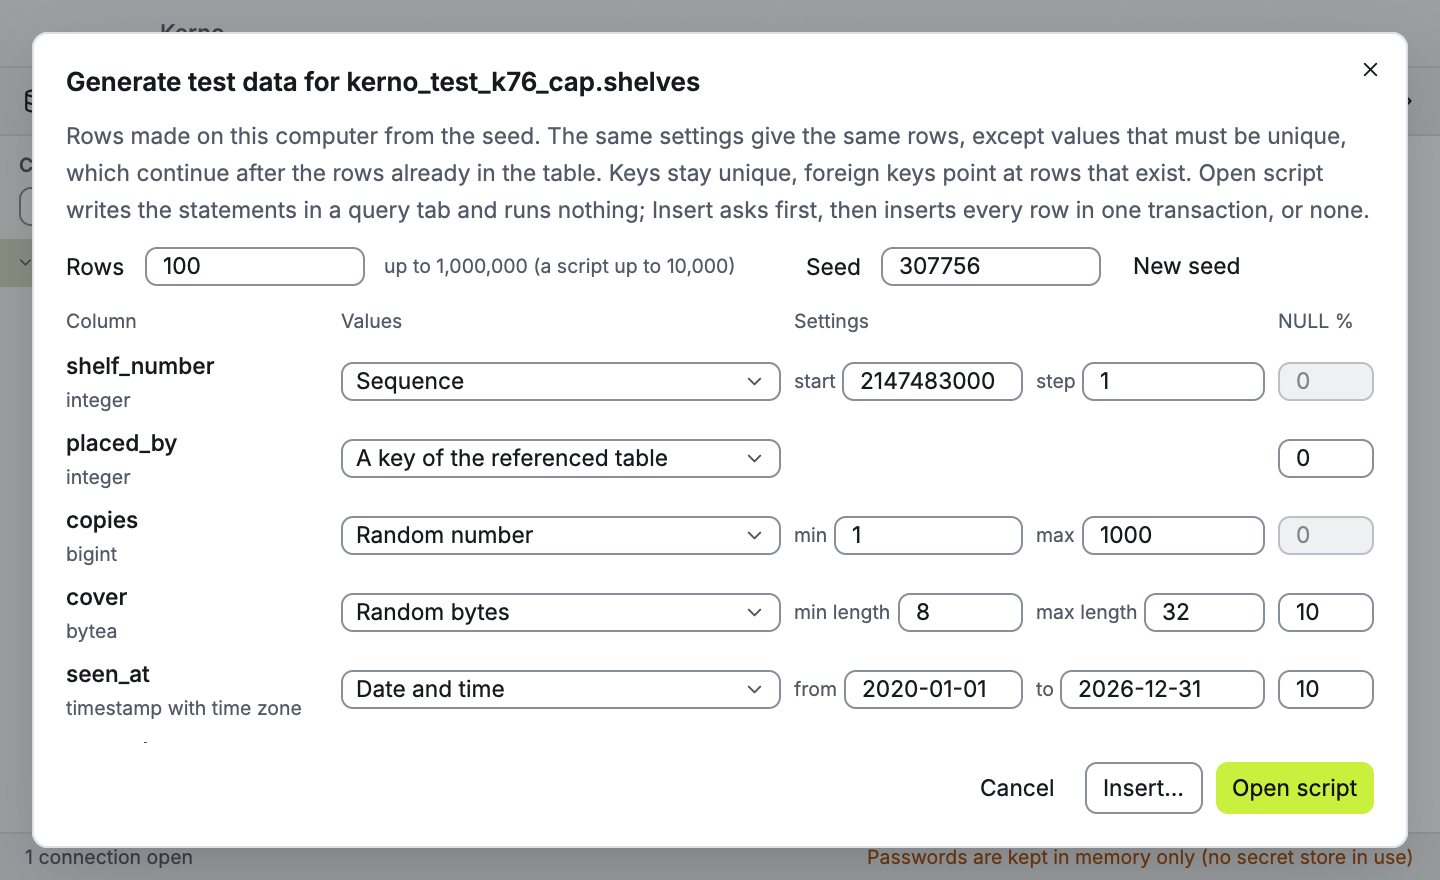 Generate test data for kerno_test_k76_cap.shelves
Rows made on this computer from the seed. The same settings give the same rows, except values that must be unique,
which continue after the rows already in the table. Keys stay unique, foreign keys point at rows that exist. Open script
writes the statements in a query tab and runs nothing; Insert asks first, then inserts every row in one transaction, or none.
Rows 100 up to 1,000,000 (a script up to 10,000) Seed 307756 New seed
Column Values Settings NULL %
shelf_number
integer
Sequence start 2147483000 step 1 0
placed_by
integer
A key of the referenced table 0
copies
bigint
Random number min 1 max 1000 0
cover
bytea
Random bytes min length 8 max length 32 10
seen_at
timestamp with time zone
Date and time from 2020-01-01 to 2026-12-31 10
Cancel Insert... Open script
1 connection open Passwords are kept in memory only (no secret store in use)